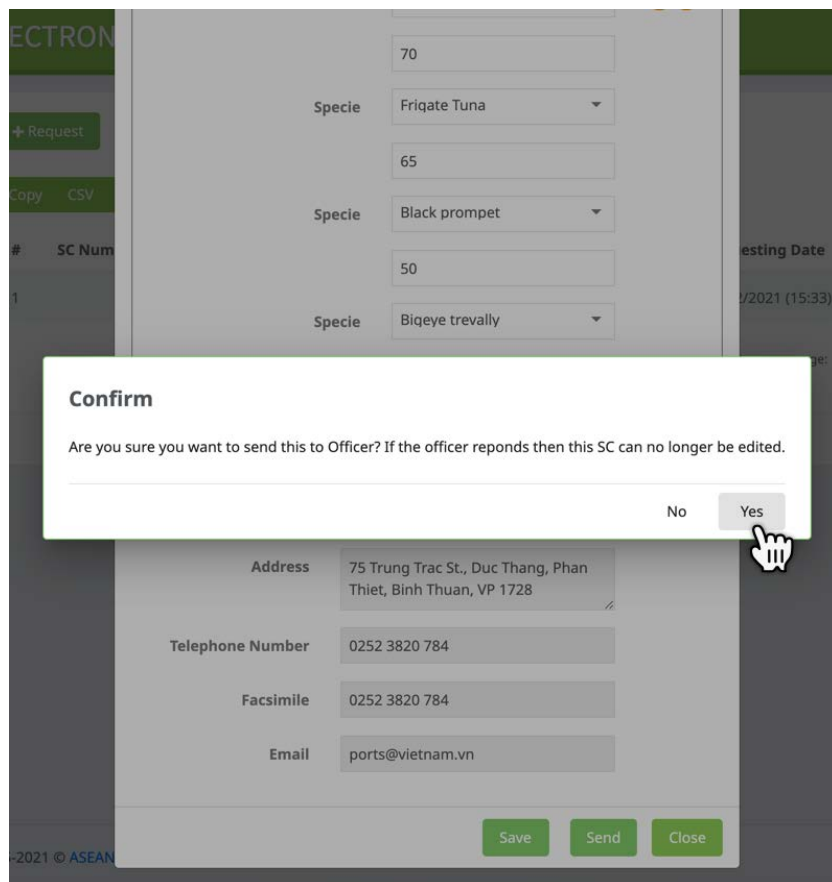 ECTRON
70
Specie Frigate Tuna
+ Request
65
Copy CSV
Specie Black prompet
# SC Num esting Date
50
1 2/2021 (15:33)
Specie Bigeye trevally
ge:
Confirm
Are you sure you want to send this to Officer? If the officer reponds then this SC can no longer be edited.
No Yes
Address 75 Trung Trac St., Duc Thang, Phan
Thiet, Binh Thuan, VP 1728
Telephone Number 0252 3820 784
Facsimile 0252 3820 784
Email ports@vietnam.vn
Save Send Close
-2021 © ASEAN